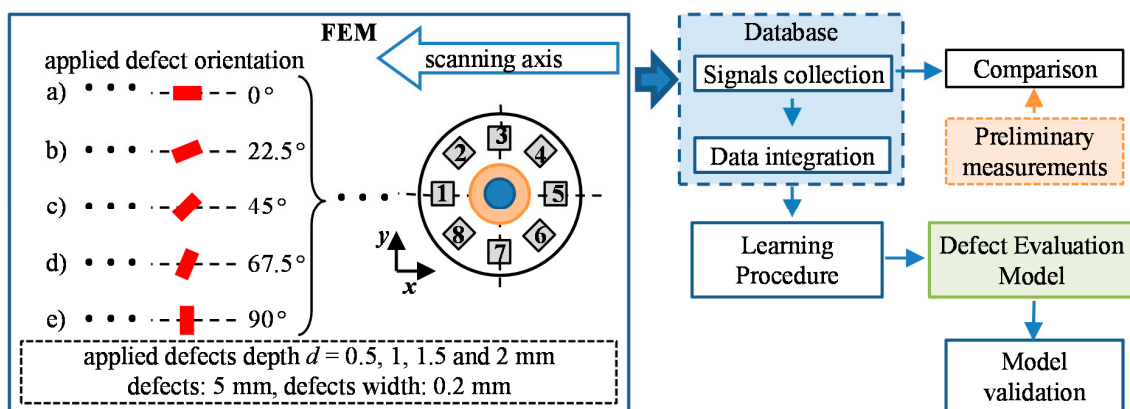 FEM
scanning axis
applied defect orientation
a) • • • 0°
b) • • • 22.5°
c) • • • 45°
d) • • • 67.5°
e) • • • 90°
• • •
1
2
3
4
5
6
7
8
y
x
applied defects depth d = 0.5, 1, 1.5 and 2 mm
defects: 5 mm, defects width: 0.2 mm
Database
Signals collection
Data integration
Comparison
Preliminary
measurements
Learning
Procedure
Defect Evaluation
Model
Model
validation